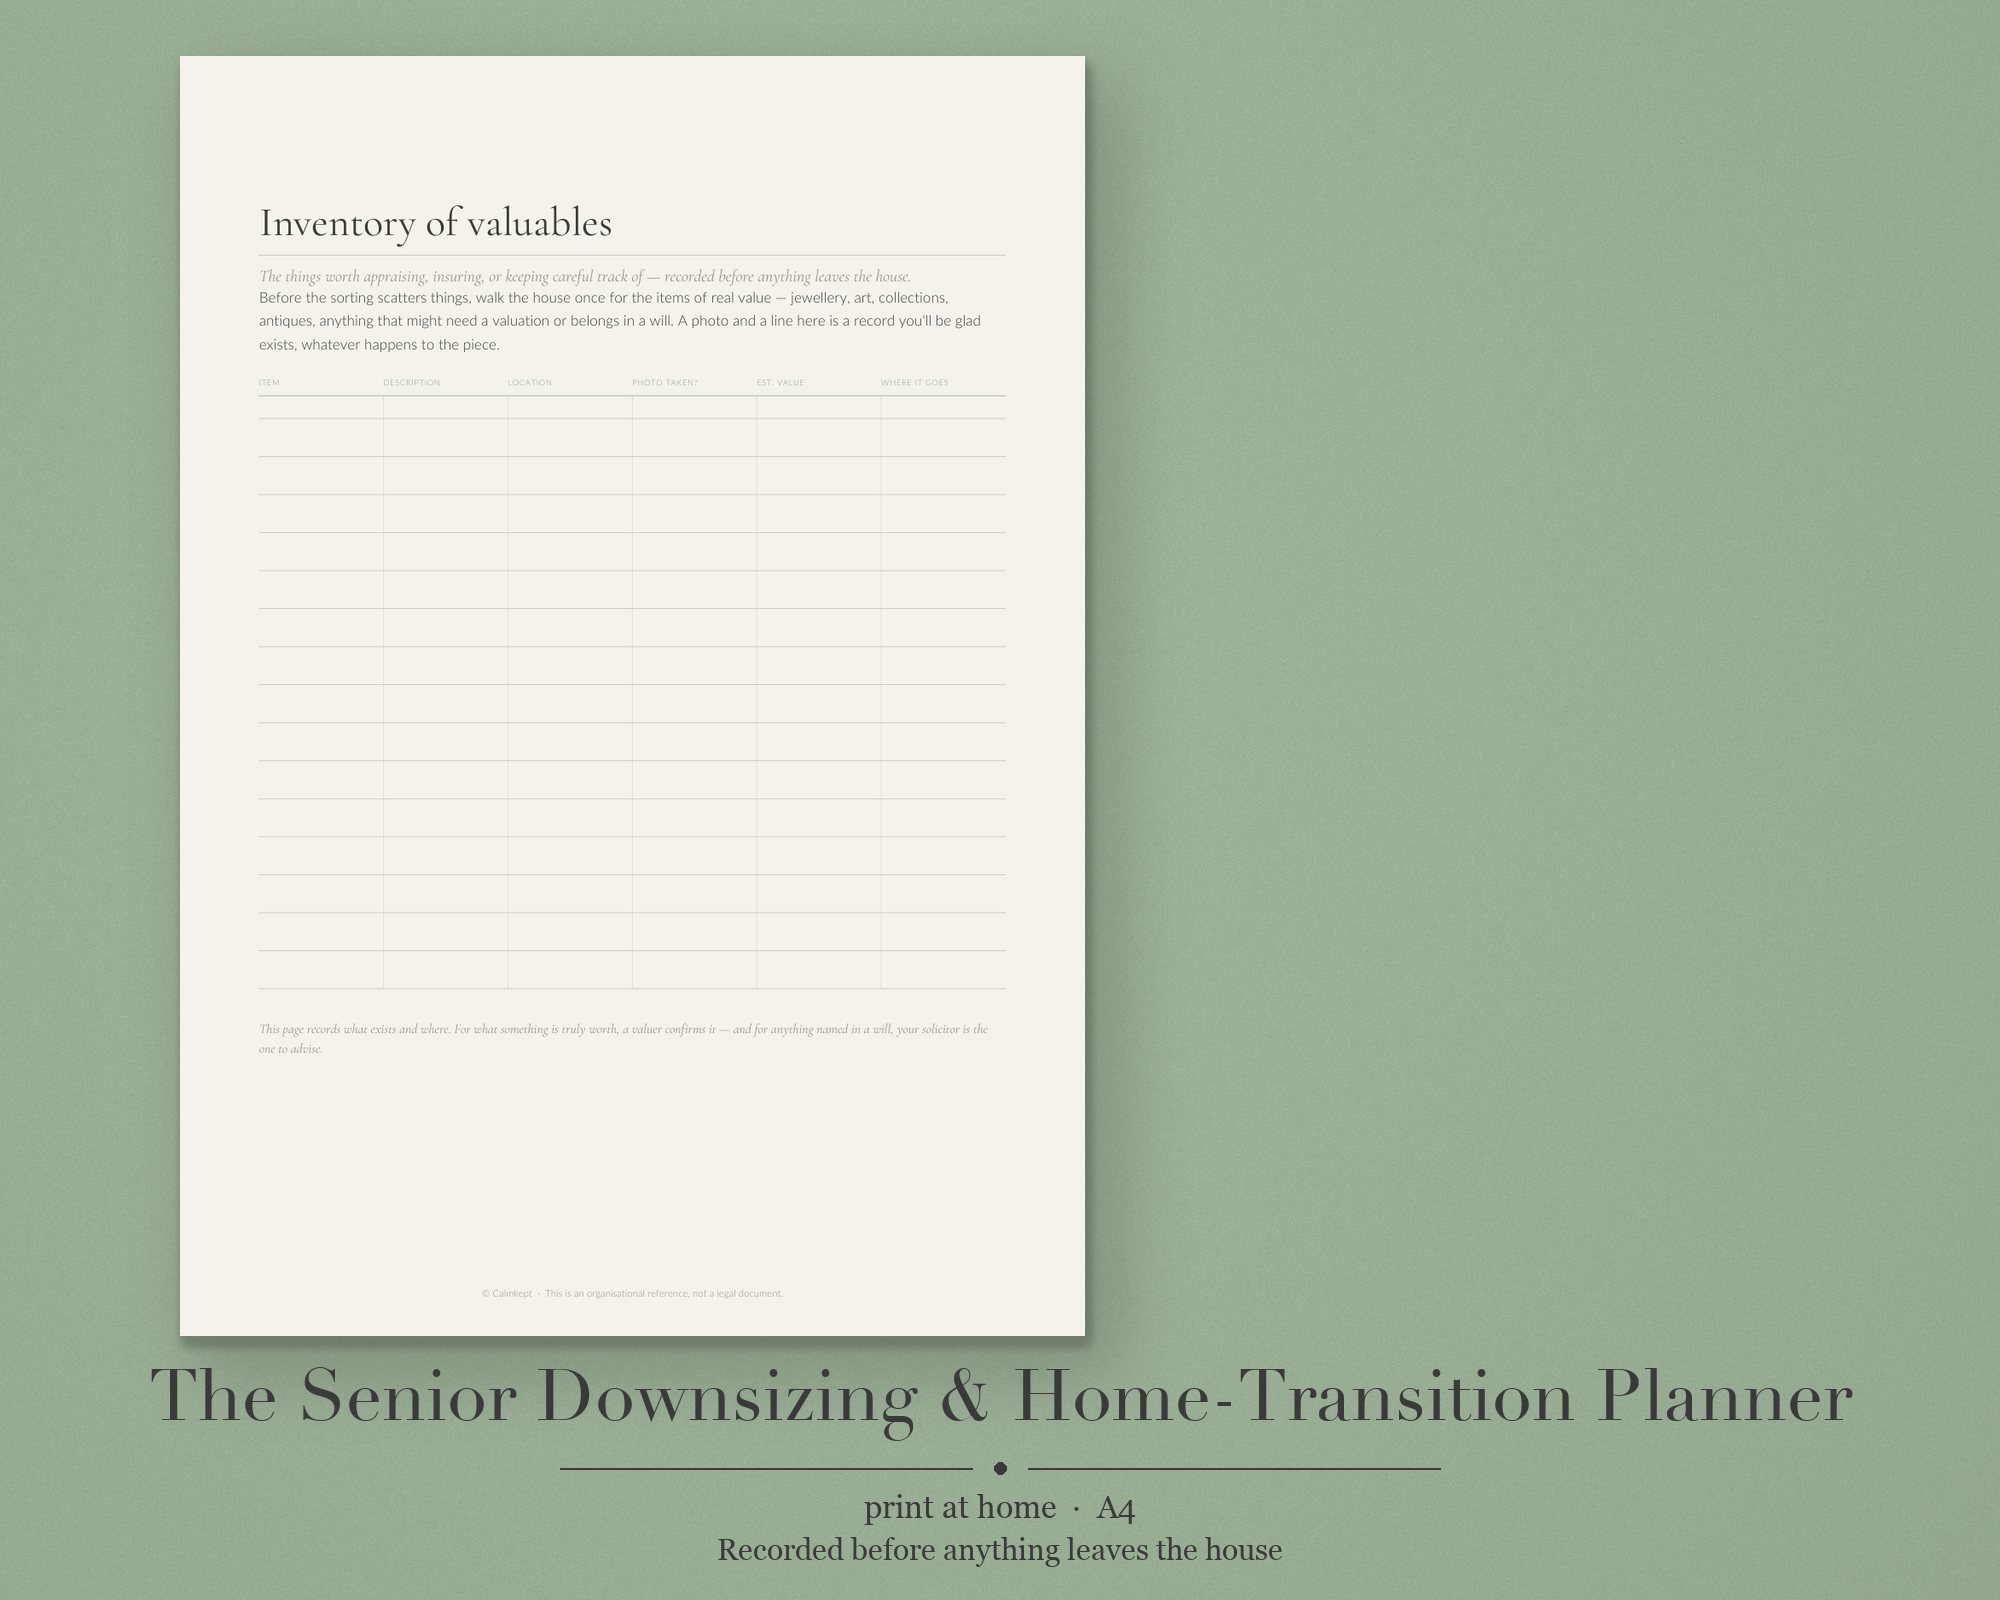 Inventory of valuables
The things worth appraising, insuring, or keeping careful track of — recorded before anything leaves the house.
Before the sorting scatters things, walk the house once for the items of real value — jewellery, art, collections,
antiques, anything that might need a valuation or belongs in a will. A photo and a line here is a record you'll be glad
exists, whatever happens to the piece.
ITEM DESCRIPTION LOCATION PHOTO TAKEN? EST. VALUE WHERE IT GOES
This page records what exists and where. For what something is truly worth, a valuer confirms it — and for anything named in a will, your solicitor is the
one to advise.
© Calmkept · This is an organisational reference, not a legal document.
The Senior Downsizing & Home-Transition Planner
print at home · A4
Recorded before anything leaves the house